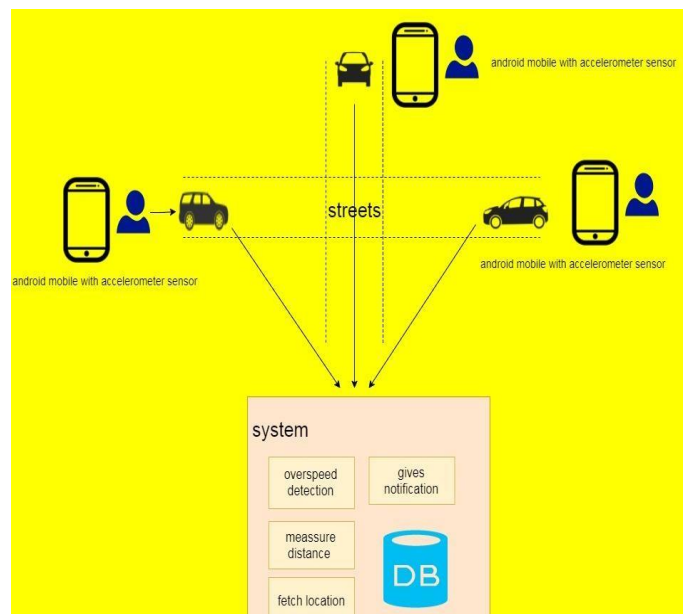 android mobile with accelerometer sensor
streets
android mobile with accelerometer sensor
android mobile with accelerometer sensor
system
overspeed
detection
gives
notification
meassure
distance
DB
fetch location